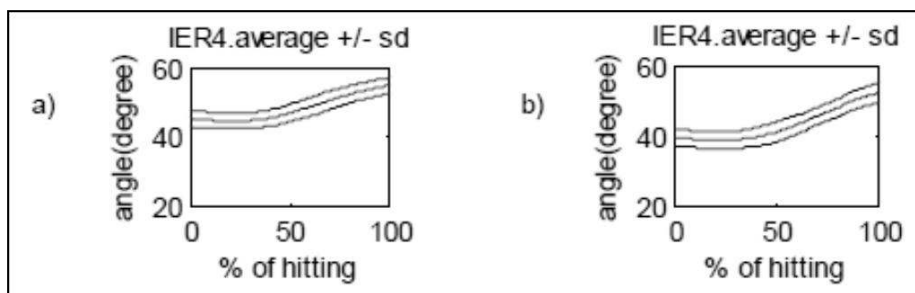 a)
IER4.average +/- sd
angle(degree)
60
40
20
0 50 100
% of hitting
b)
IER4.average +/- sd
angle(degree)
60
40
20
0 50 100
% of hitting